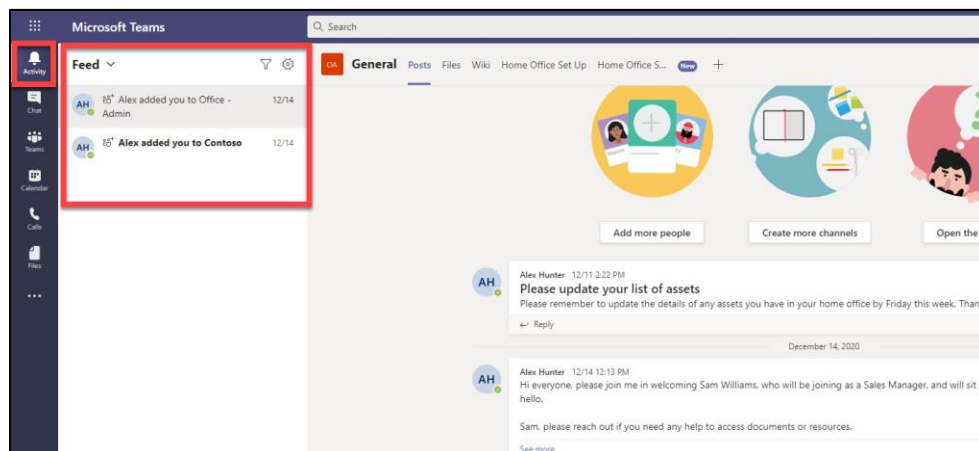 Microsoft Teams
Search
Activity
Chat
Teams
Calendar
Calls
Files
Feed
AH
Alex added you to Office - 12/14
Admin
AH
Alex added you to Contoso 12/14
OA General Posts Files Wiki Home Office Set Up Home Office S... New
Add more people
Create more channels
Open the
AH
Alex Hunter 12/11 2:22 PM
Please update your list of assets
Please remember to update the details of any assets you have in your home office by Friday this week. Than
Reply
December 14, 2020
AH
Alex Hunter 12/14 12:13 PM
Hi everyone, please join me in welcoming Sam Williams, who will be joining as a Sales Manager, and will sit
hello.
Sam, please reach out if you need any help to access documents or resources.
See more